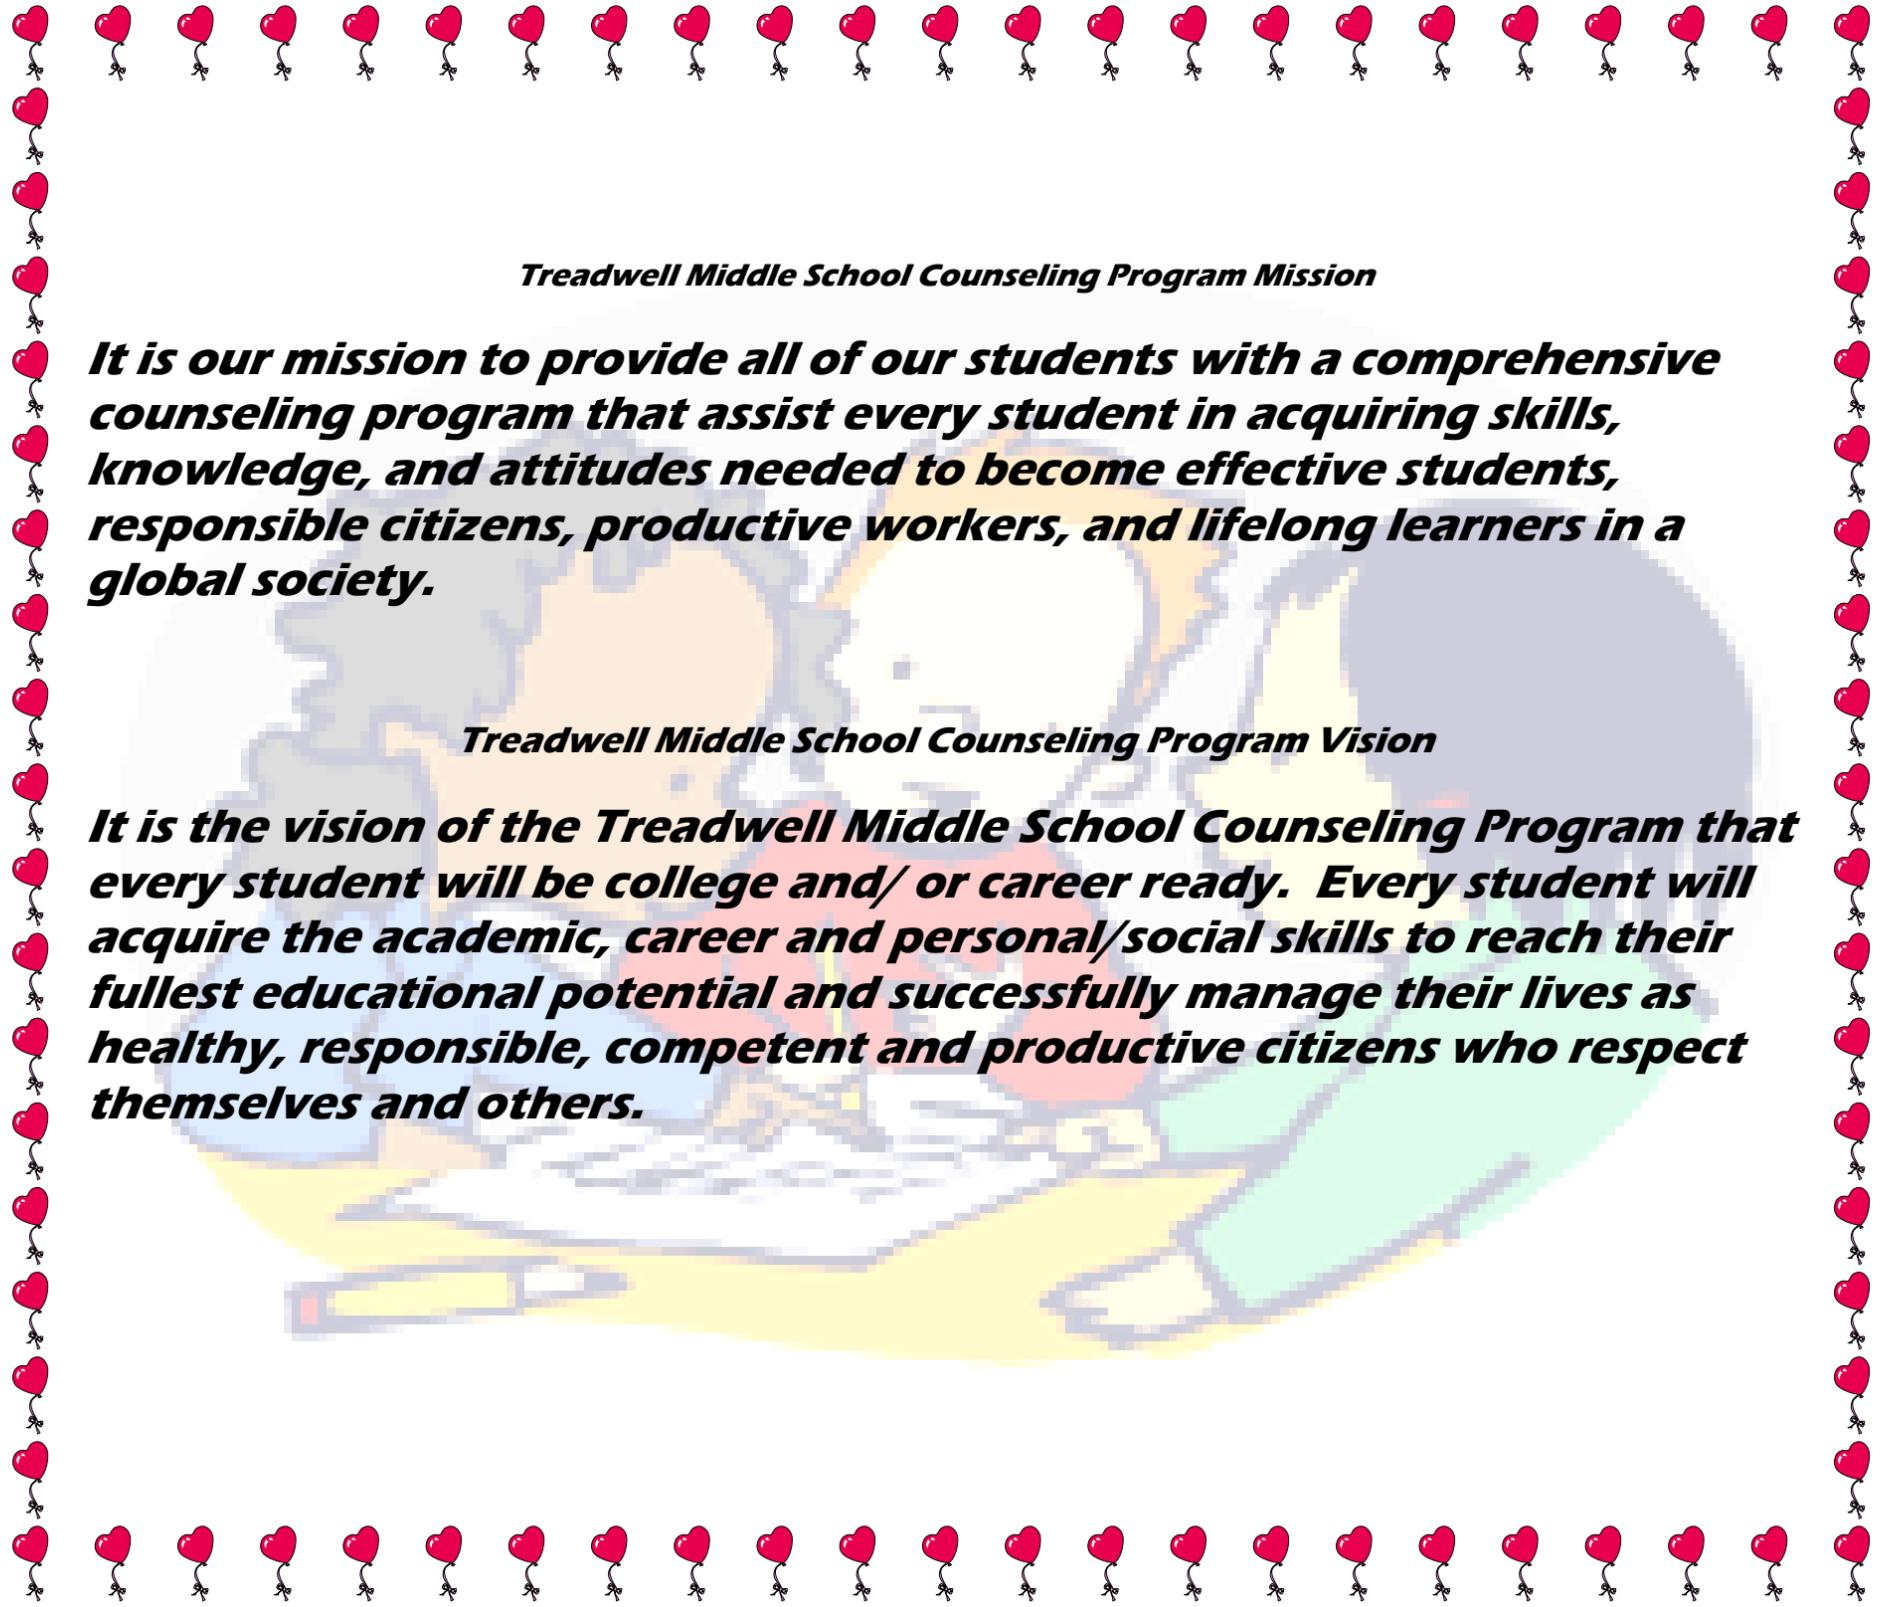 Treadwell Middle School Counseling Program Mission
It is our mission to provide all of our students with a comprehensive
counseling program that assist every student in acquiring skills,
knowledge, and attitudes needed to become effective students,
responsible citizens, productive workers, and lifelong learners in a
global society.
Treadwell Middle School Counseling Program Vision
It is the vision of the Treadwell Middle School Counseling Program that
every student will be college and/ or career ready.  Every student will
acquire the academic, career and personal/social skills to reach their
fullest educational potential and successfully manage their lives as
healthy, responsible, competent and productive citizens who respect
themselves and others.